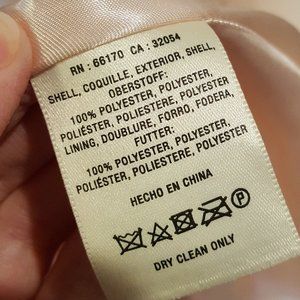 RN : 66170 CA : 32054
SHELL, COQUILLE, EXTERIOR, SHELL,
OBERSTOFF:
100% POLYESTER, POLYESTER,
POLIÉSTER, POLIESTERE, POLYESTER,
LINING, DOUBLURE, FORRO, FODERA,
FUTTER:
100% POLYESTER, POLYESTER,
POLIÉSTER, POLIESTERE, POLYESTER
HECHO EN CHINA
P
DRY CLEAN ONLY